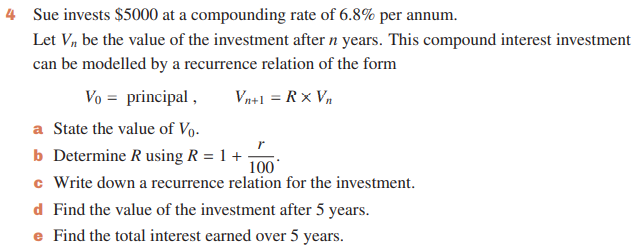 4 Sue invests $5000 at a compounding rate of 6.8% per annum.
Let Vₙ be the value of the investment after n years. This compound interest investment
can be modelled by a recurrence relation of the form
V₀ = principal , Vₙ₊₁ = R × Vₙ
a State the value of V₀.
b Determine R using R = 1 + r/100.
c Write down a recurrence relation for the investment.
d Find the value of the investment after 5 years.
e Find the total interest earned over 5 years.